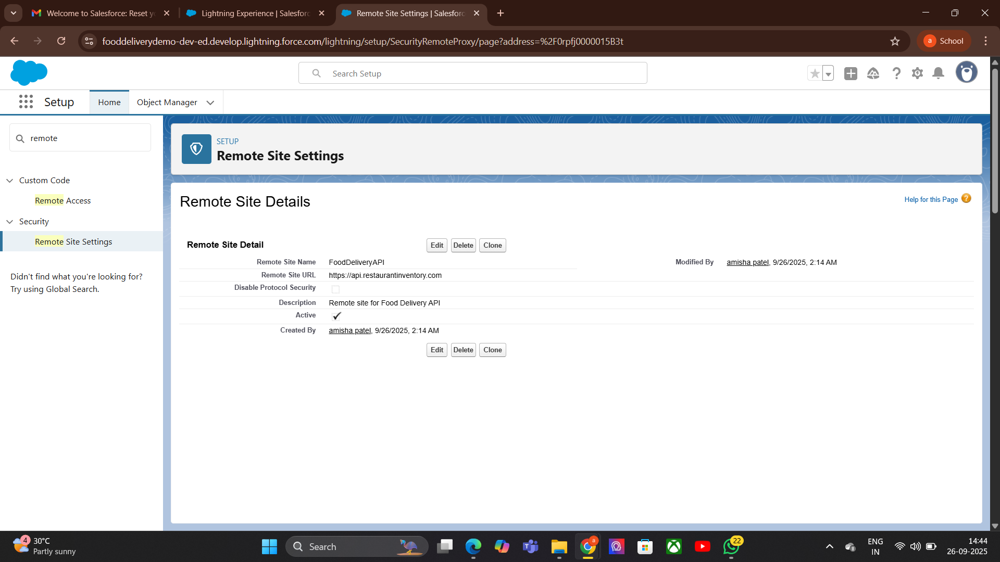 Welcome to Salesforce: Reset yo
Lightning Experience | Salesforc
Remote Site Settings | Salesforc
fooddeliverydemo-dev-ed.develop.lightning.force.com/lightning/setup/SecurityRemoteProxy/page?address=%2F0rpfj0000015B3t
a School
Search Setup
Setup
Home
Object Manager
remote
Custom Code
Remote Access
Security
Remote Site Settings
Didn't find what you're looking for?
Try using Global Search.
SETUP
Remote Site Settings
Remote Site Details
Help for this Page ?
Remote Site Detail
Edit Delete Clone
Remote Site Name FoodDeliveryAPI
Modified By amisha patel, 9/26/2025, 2:14 AM
Remote Site URL https://api.restaurantinventory.com
Disable Protocol Security
Description Remote site for Food Delivery API
Active
Created By amisha patel, 9/26/2025, 2:14 AM
Edit Delete Clone
4
30°C
Partly sunny
Search
a
22
ENG
IN
14:44
26-09-2025